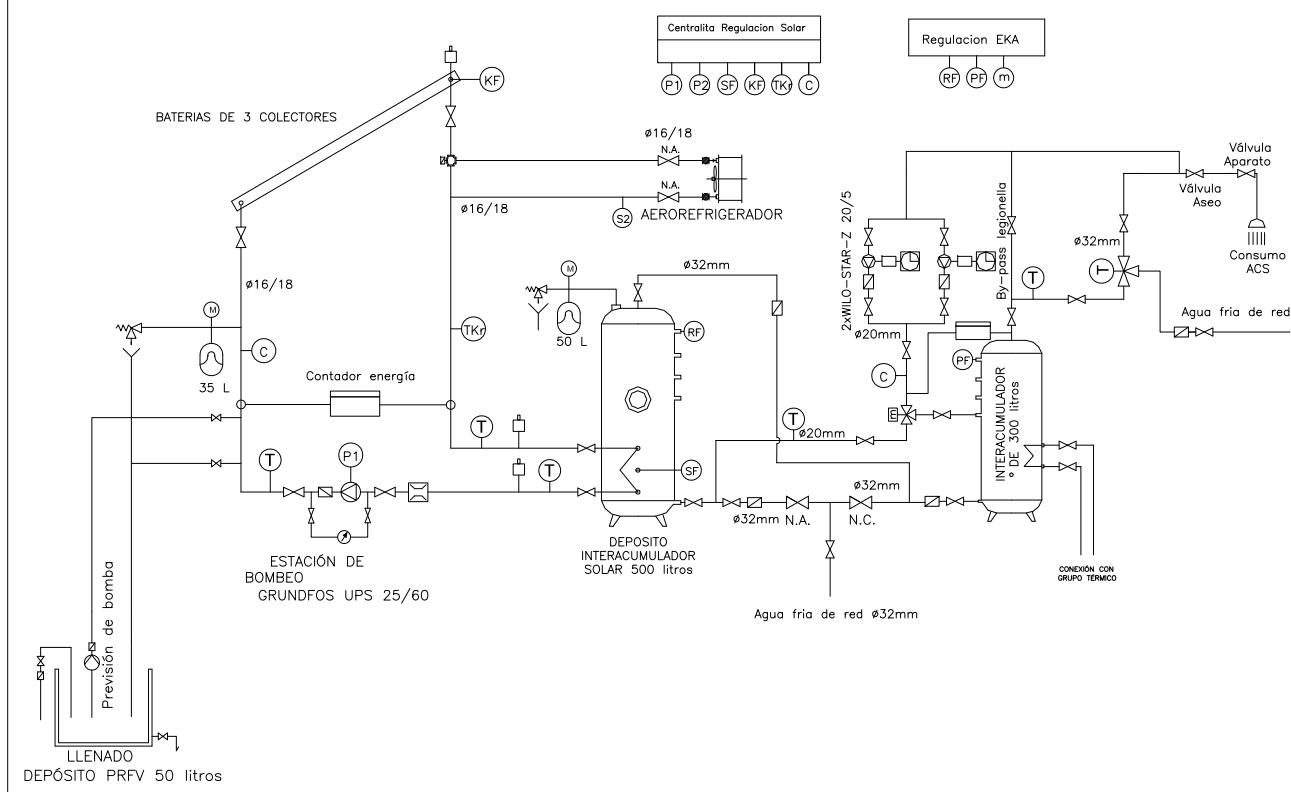 Centralita Regulacion Solar
P1
P2
SF
KF
TKr
C
Regulacion EKA
RF
PF
m
KF
BATERIAS DE 3 COLECTORES
ø16/18
N.A.
N.A.
S2
AEROREFRIGERADOR
ø16/18
ø16/18
M
35 L
C
TKr
Contador energía
T
P1
T
T
ESTACIÓN DE
BOMBEO
GRUNDFOS UPS 25/60
Previsión de bomba
LLENADO
DEPÓSITO PRFV 50 litros
M
50 L
ø32mm
RF
SF
DEPOSITO
INTERACUMULADOR
SOLAR 500 litros
T
ø20mm
ø32mm
N.A.
N.C.
ø32mm
Agua fria de red ø32mm
2xWILO-STAR-Z 20/5
ø20mm
C
By-pass legionella
T
PF
INTERACUMULADOR
º DE 300 litros
CONEXIÓN CON
GRUPO TÉRMICO
ø32mm
T
Válvula
Aseo
Válvula
Aparato
Consumo
ACS
Agua fria de red